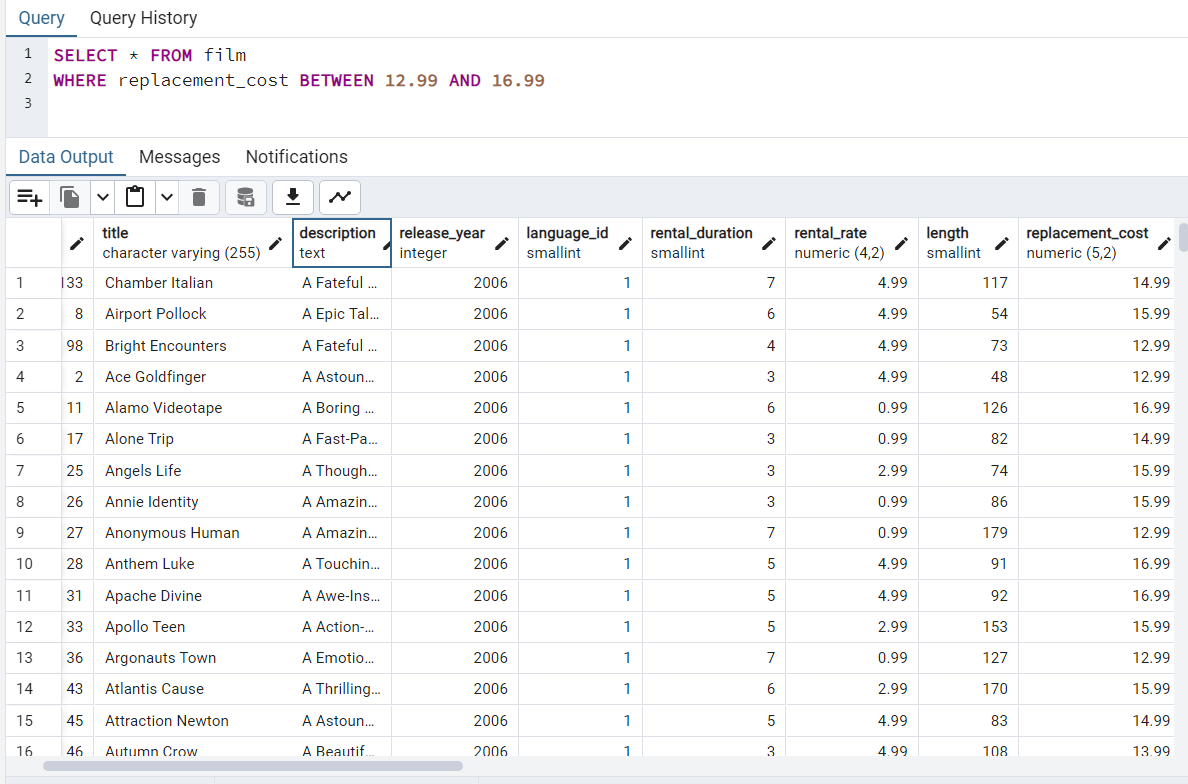 Query Query History
1 SELECT * FROM film
2 WHERE replacement_cost BETWEEN 12.99 AND 16.99
3
Data Output Messages Notifications
title description release_year language_id rental_duration rental_rate length replacement_cost
character varying (255) text integer smallint smallint numeric (4,2) smallint numeric (5,2)
1 133 Chamber Italian A Fateful ... 2006 1 7 4.99 117 14.99
2 8 Airport Pollock A Epic Tal... 2006 1 6 4.99 54 15.99
3 98 Bright Encounters A Fateful ... 2006 1 4 4.99 73 12.99
4 2 Ace Goldfinger A Astoun... 2006 1 3 4.99 48 12.99
5 11 Alamo Videotape A Boring ... 2006 1 6 0.99 126 16.99
6 17 Alone Trip A Fast-Pa... 2006 1 3 0.99 82 14.99
7 25 Angels Life A Though... 2006 1 3 2.99 74 15.99
8 26 Annie Identity A Amazin... 2006 1 3 0.99 86 15.99
9 27 Anonymous Human A Amazin... 2006 1 7 0.99 179 12.99
10 28 Anthem Luke A Touchin... 2006 1 5 4.99 91 16.99
11 31 Apache Divine A Awe-Ins... 2006 1 5 4.99 92 16.99
12 33 Apollo Teen A Action-... 2006 1 5 2.99 153 15.99
13 36 Argonauts Town A Emotio... 2006 1 7 0.99 127 12.99
14 43 Atlantis Cause A Thrilling... 2006 1 6 2.99 170 15.99
15 45 Attraction Newton A Astoun... 2006 1 5 4.99 83 14.99
16 46 Autumn Crow A Beautif... 2006 1 3 4.99 108 13.99